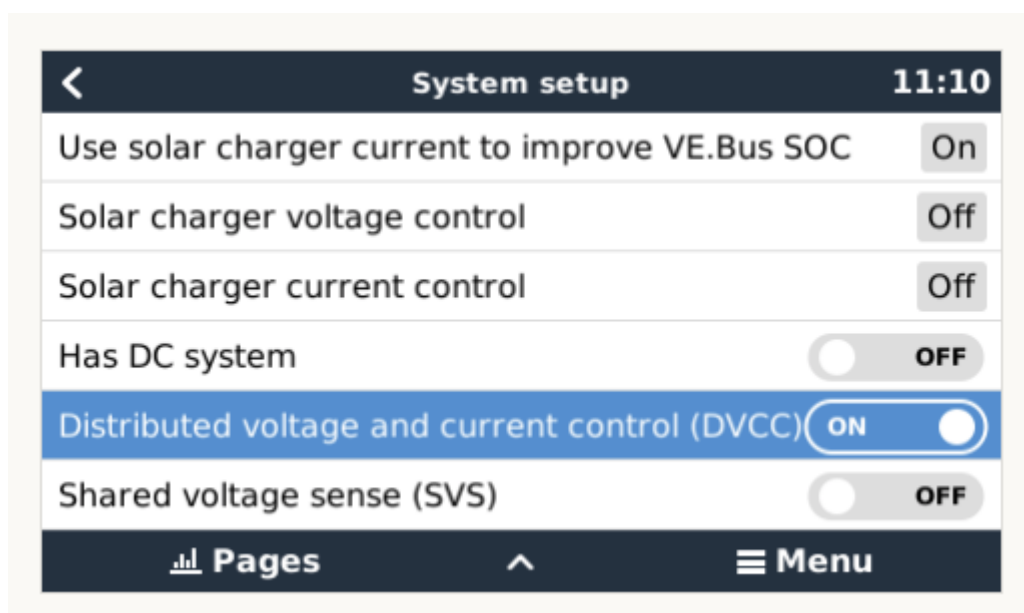 System setup 11:10
Use solar charger current to improve VE.Bus SOC On
Solar charger voltage control Off
Solar charger current control Off
Has DC system OFF
Distributed voltage and current control (DVCC) ON
Shared voltage sense (SVS) OFF
Pages Menu